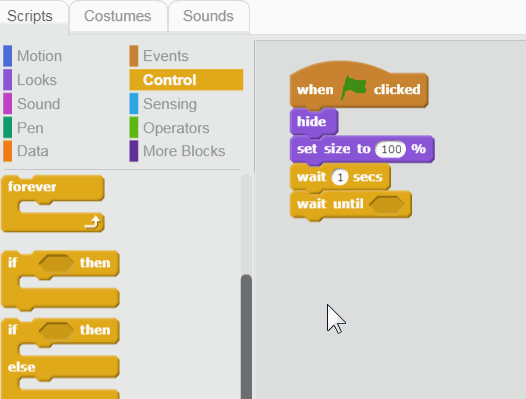 Scripts Costumes Sounds
Motion Events
Looks Control
Sound Sensing
Pen Operators
Data More Blocks
forever
if then
if then
else
when clicked
hide
set size to 100 %
wait 1 secs
wait until